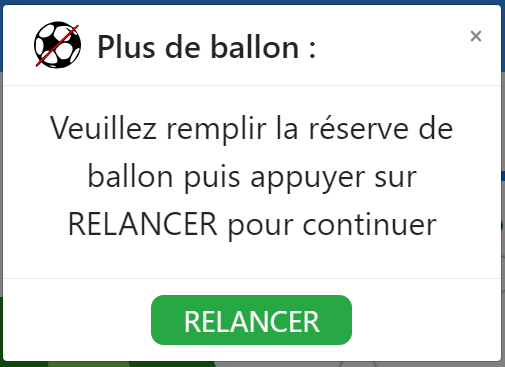 Plus de ballon :
×
Veuillez remplir la réserve de
ballon puis appuyer sur
RELANCER pour continuer
RELANCER